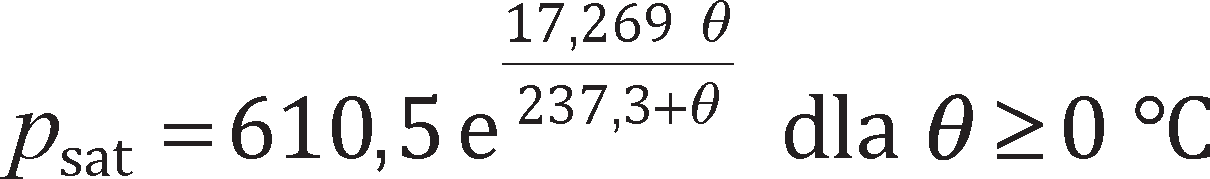 p_sat = 610,5 e^(17,269 θ / 237,3+θ) dla θ ≥ 0 °C